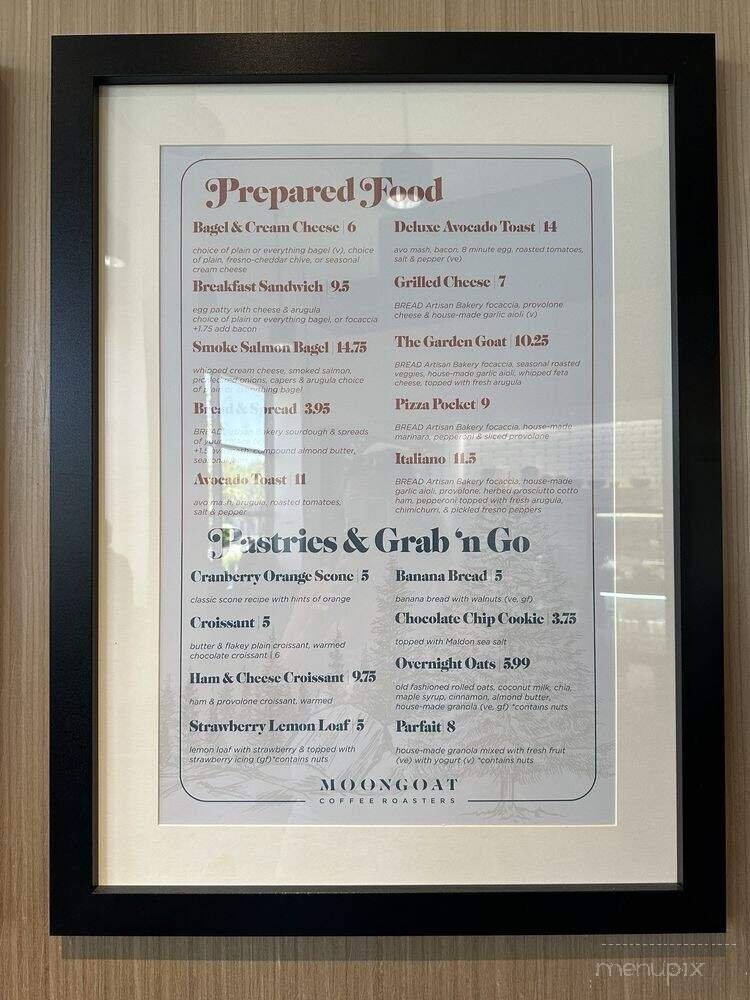 Prepared Food
Bagel & Cream Cheese | 6
choice of plain or everything bagel (v), choice
of plain, fresno-cheddar chive, or seasonal
cream cheese
Breakfast Sandwich | 9.5
egg patty with cheese & arugula
choice of plain or everything bagel, or focaccia
+1.75 add bacon
Smoke Salmon Bagel | 14.75
whipped cream cheese, smoked salmon,
pickled red onions, capers & arugula choice
of plain or everything bagel
Bread & Spread | 3.95
BREAD Artisan Bakery sourdough & spreads
of your
compound almond butter,
Avocado Toast | 11
avo mash, arugula, roasted tomatoes,
salt & pepper
Deluxe Avocado Toast | 14
avo mash, bacon, 8 minute egg, roasted tomatoes,
salt & pepper (ve)
Grilled Cheese | 7
BREAD Artisan Bakery focaccia, provolone
cheese & house-made garlic aioli (v)
The Garden Goat | 10.25
BREAD Artisan Bakery focaccia, seasonal roasted
veggies, house-made garlic aioli, whipped feta
cheese, topped with fresh arugula
Pizza Pocket | 9
BREAD Artisan Bakery focaccia, house-made
marinara, pepperoni & sliced provolone
Italiano | 11.5
BREAD Artisan Bakery focaccia, house-made
garlic aioli, provolone, herbed prosciutto cotto
ham, pepperoni topped with fresh arugula,
chimichurri, & pickled fresno peppers
Pastries & Grab 'n Go
Cranberry Orange Scone | 5
classic scone recipe with hints of orange
Croissant | 5
butter & flakey plain croissant, warmed
chocolate croissant | 6
Ham & Cheese Croissant | 9.75
ham & provolone croissant, warmed
Strawberry Lemon Loaf | 5
lemon loaf with strawberry & topped with
strawberry icing (gf)*contains nuts
Banana Bread | 5
banana bread with walnuts (ve, gf)
Chocolate Chip Cookie | 3.75
topped with Maldon sea salt
Overnight Oats | 5.99
old fashioned rolled oats, coconut milk, chia,
maple syrup, cinnamon, almond butter,
house-made granola (ve, gf) *contains nuts
Parfait | 8
house-made granola mixed with fresh fruit
(ve) with yogurt (v) *contains nuts
MOONGOAT
COFFEE ROASTERS
menupix